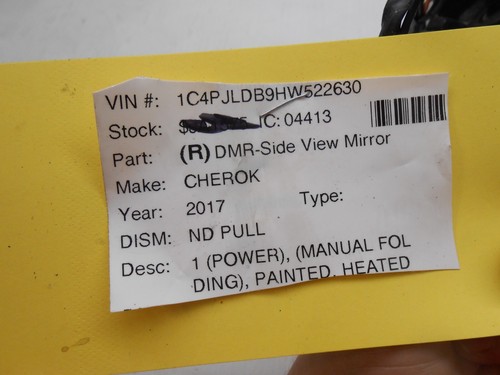 VIN #: 1C4PJLDB9HW522630
Stock: IC: 04413
Part: (R) DMR-Side View Mirror
Make: CHEROK
Year: 2017 Type:
DISM: ND PULL
Desc: 1 (POWER), (MANUAL FOL
DING), PAINTED, HEATED